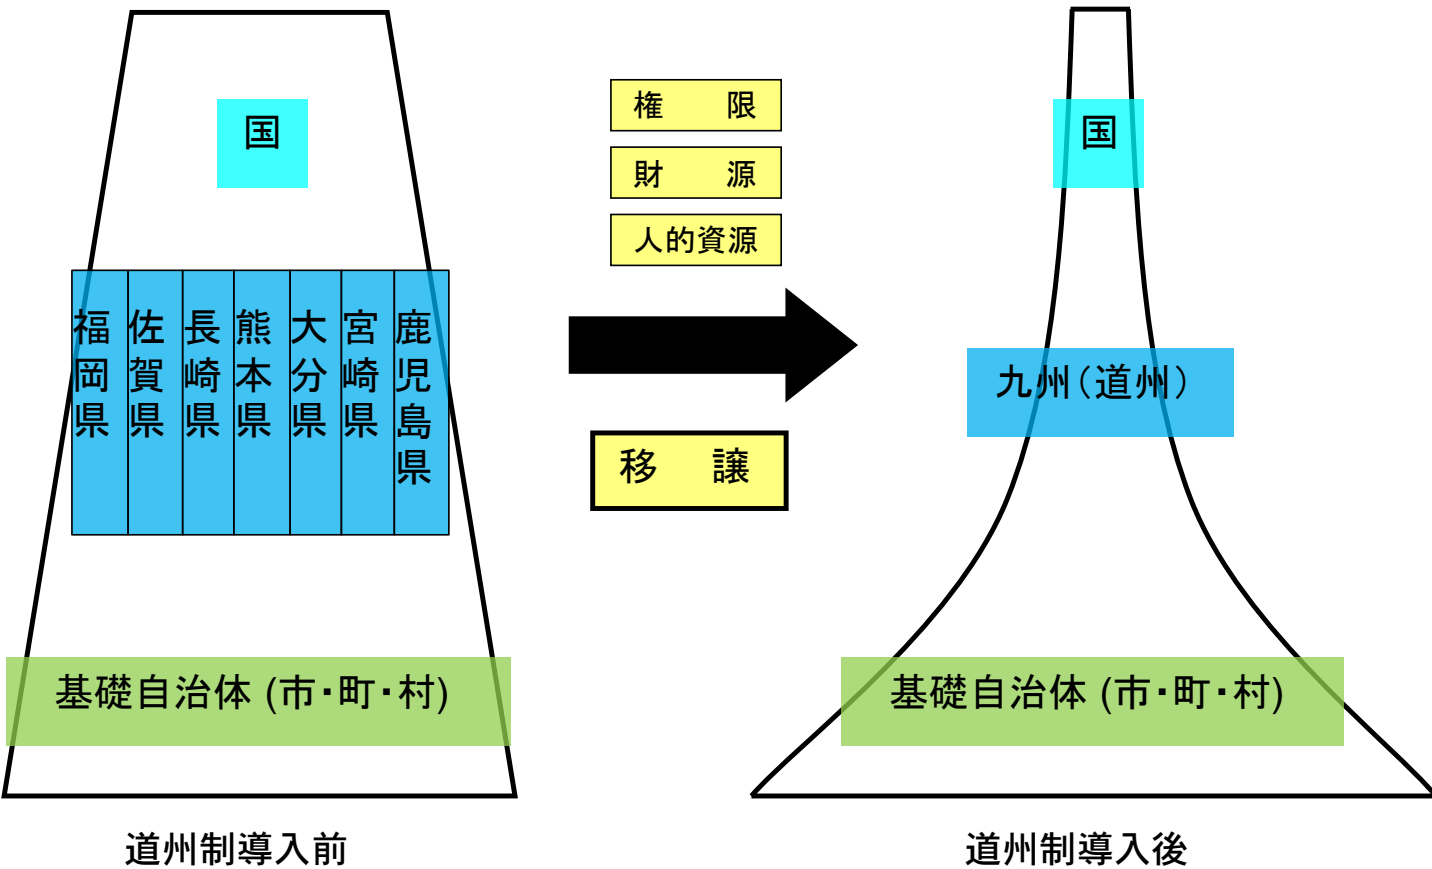 国
福岡県
佐賀県
長崎県
熊本県
大分県
宮崎県
鹿児島県
基礎自治体 (市・町・村)
道州制導入前
権　限
財　源
人的資源
移　譲
国
九州(道州)
基礎自治体 (市・町・村)
道州制導入後